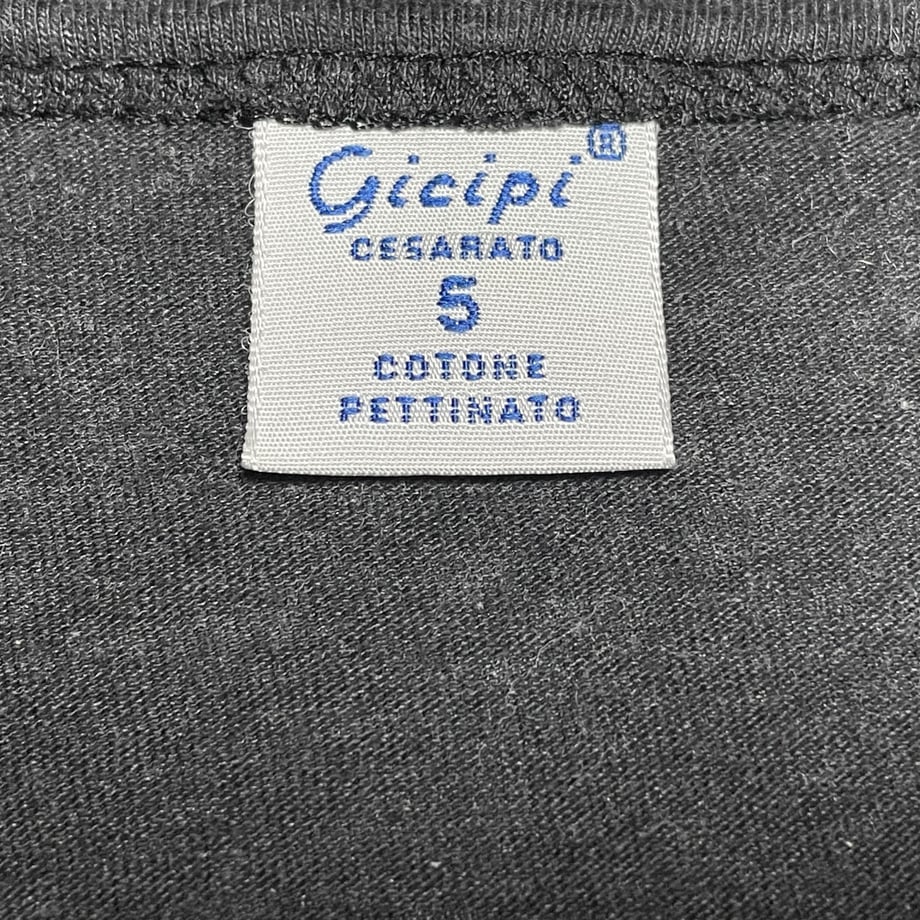 Gicipi®
CESARATO
5
COTONE
PETTINATO